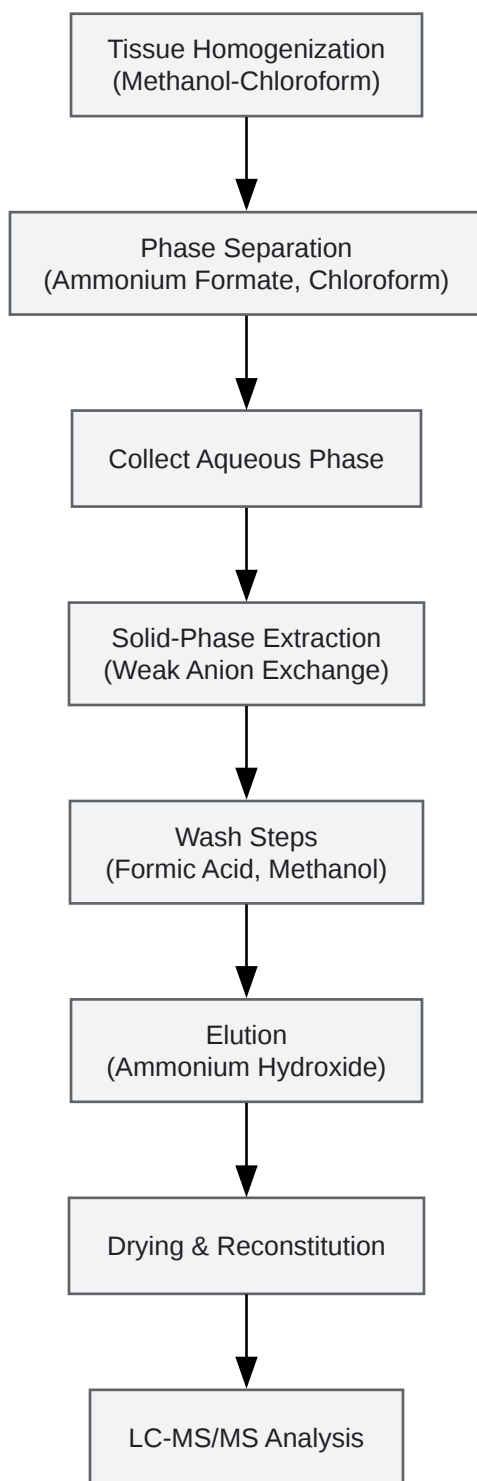 Tissue Homogenization
(Methanol-Chloroform)
Phase Separation
(Ammonium Formate, Chloroform)
Collect Aqueous Phase
Solid-Phase Extraction
(Weak Anion Exchange)
Wash Steps
(Formic Acid, Methanol)
Elution
(Ammonium Hydroxide)
Drying & Reconstitution
LC-MS/MS Analysis